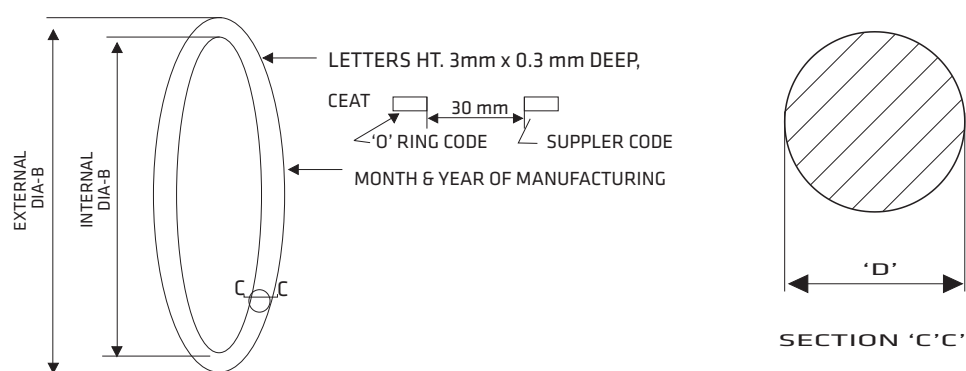 EXTERNAL
DIA-B
INTERNAL
DIA-B
LETTERS HT. 3mm x 0.3 mm DEEP,
CEAT
30 mm
‘O’ RING CODE
SUPPLER CODE
MONTH & YEAR OF MANUFACTURING
C C
‘D’
SECTION ‘C’C’